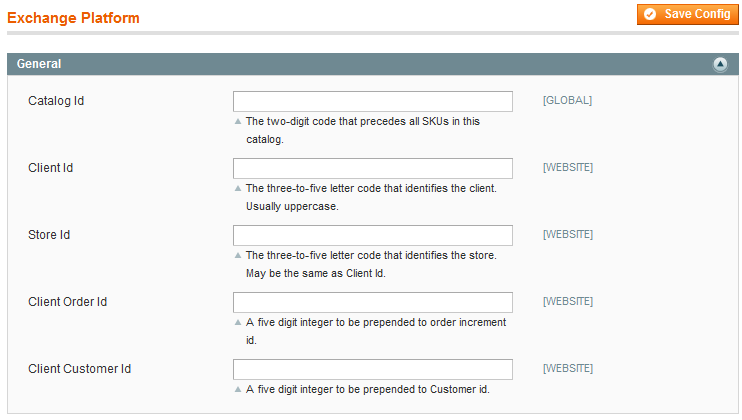 Exchange Platform
Save Config
General
Catalog Id
[GLOBAL]
The two-digit code that precedes all SKUs in this
catalog.
Client Id
[WEBSITE]
The three-to-five letter code that identifies the client.
Usually uppercase.
Store Id
[WEBSITE]
The three-to-five letter code that identifies the store.
May be the same as Client Id.
Client Order Id
[WEBSITE]
A five digit integer to be prepended to order increment
id.
Client Customer Id
[WEBSITE]
A five digit integer to be prepended to Customer id.